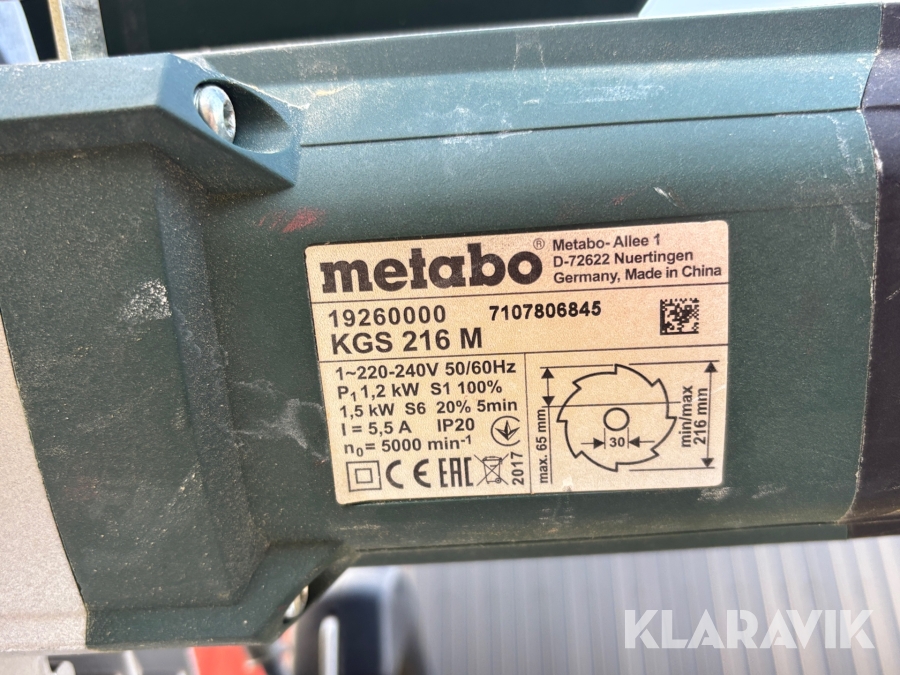 metabo®
Metabo- Allee 1
D-72622 Nuertingen
Germany, Made in China
19260000 7107806845
KGS 216 M
1~220-240V 50/60Hz
P1 1,2 kW S1 100%
1,5 kW S6 20% 5min
I = 5,5 A IP20
n0= 5000 min-1
CE EAC 2017
max. 65 mm
30
min/max
216 mm
KLARAVIK